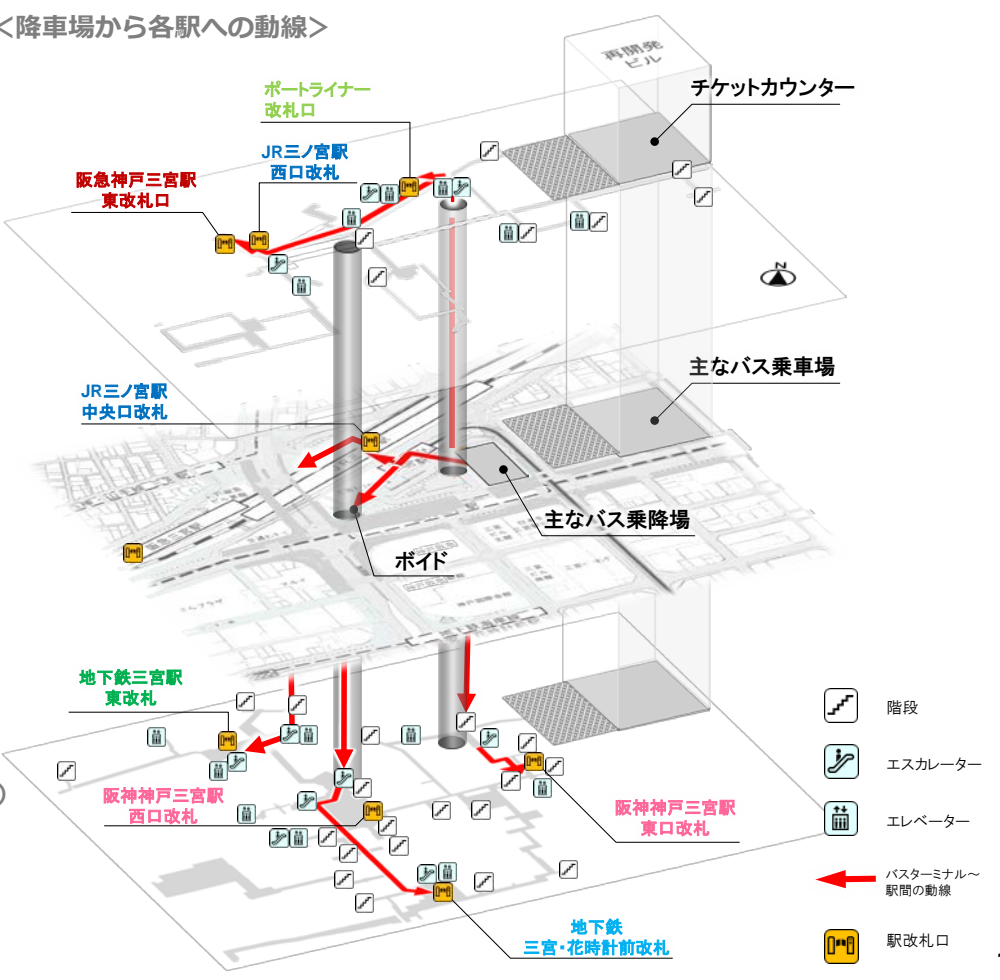 <降車場から各駅への動線>
再開発
ビル
チケットカウンター
ポートライナー
改札口
JR三ノ宮駅
西口改札
阪急神戸三宮駅
東改札口
N
主なバス乗車場
JR三ノ宮駅
中央口改札
主なバス乗降場
ボイド
地下鉄三宮駅
東改札
阪神神戸三宮駅
西口改札
阪神神戸三宮駅
東口改札
地下鉄
三宮・花時計前改札
階段
エスカレーター
エレベーター
バスターミナル～
駅間の動線
駅改札口